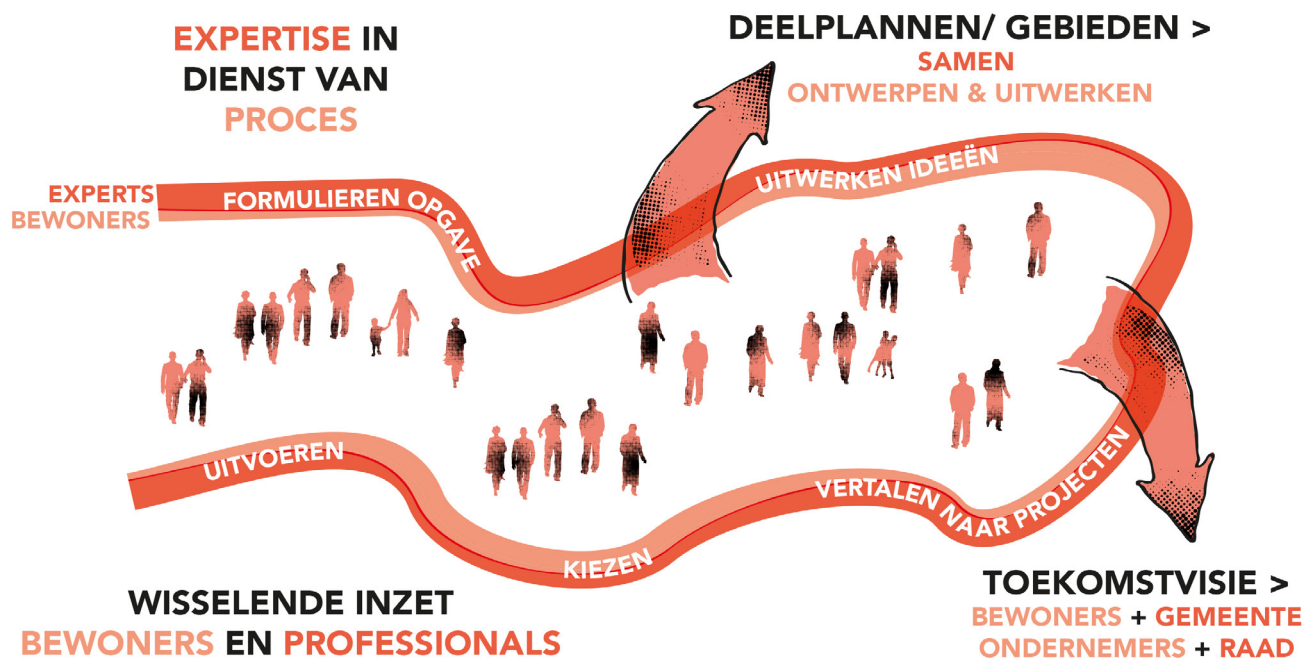 EXPERTISE IN
DIENST VAN
PROCES
DEELPLANNEN/ GEBIEDEN >
SAMEN
ONTWERPEN & UITWERKEN
EXPERTS
BEWONERS
FORMULIEREN OPGAVE
UITWERKEN IDEEËN
VERTALEN NAAR PROJECTEN
KIEZEN
UITVOEREN
WISSELENDE INZET
BEWONERS EN PROFESSIONALS
TOEKOMSTVISIE >
BEWONERS + GEMEENTE
ONDERNEMERS + RAAD